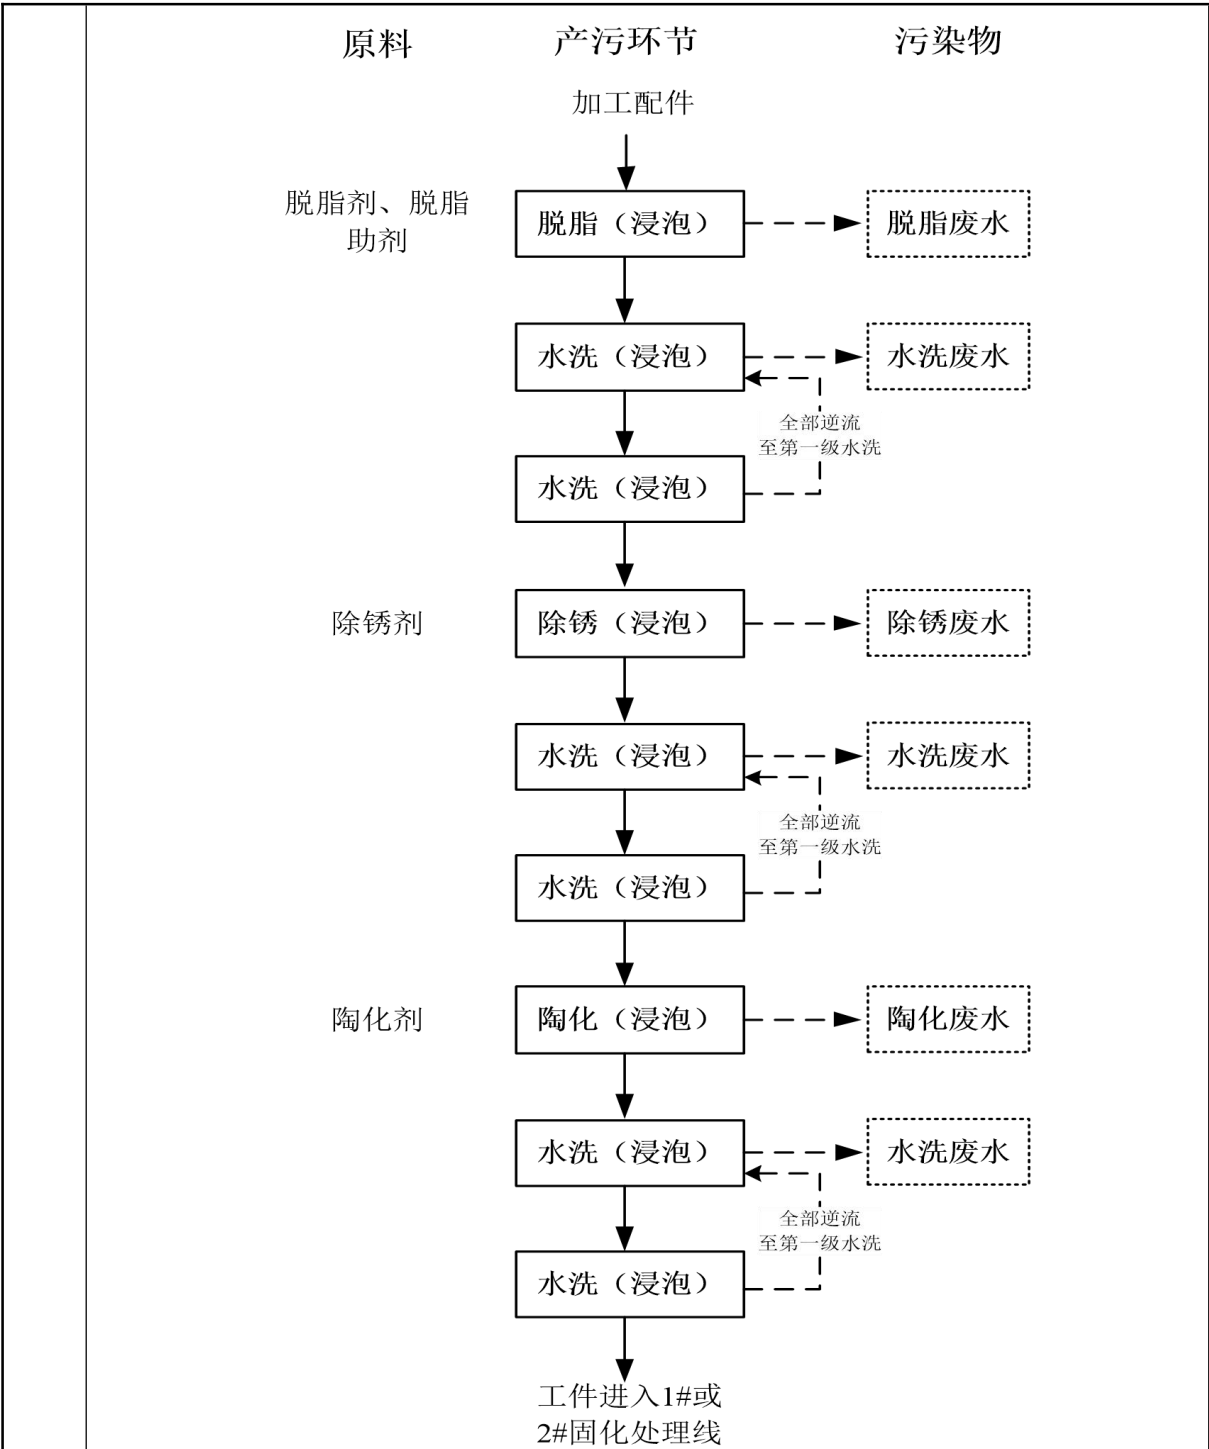 原料
产污环节
污染物
加工配件
脱脂剂、脱脂
助剂
脱脂（浸泡）
脱脂废水
水洗（浸泡）
水洗废水
全部逆流
至第一级水洗
水洗（浸泡）
除锈剂
除锈（浸泡）
除锈废水
水洗（浸泡）
水洗废水
全部逆流
至第一级水洗
水洗（浸泡）
陶化剂
陶化（浸泡）
陶化废水
水洗（浸泡）
水洗废水
全部逆流
至第一级水洗
水洗（浸泡）
工件进入1#或
2#固化处理线